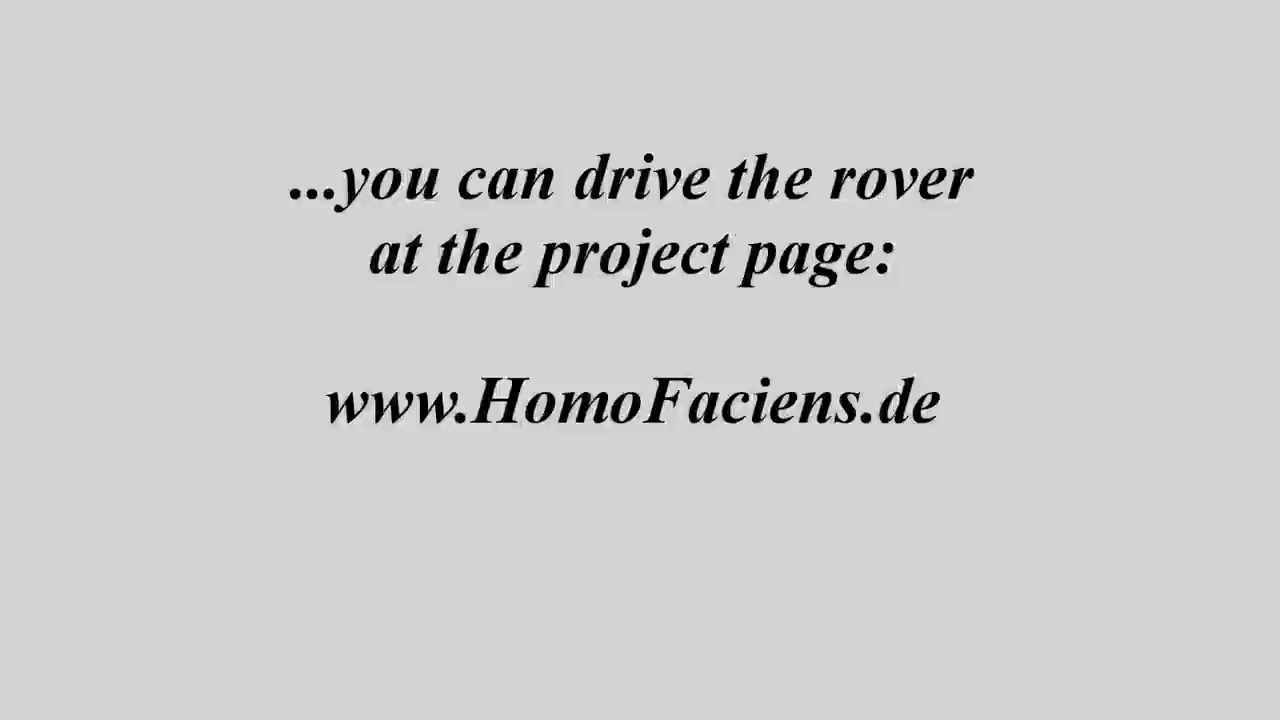 ...you can drive the rover
at the project page:
www.HomoFaciens.de